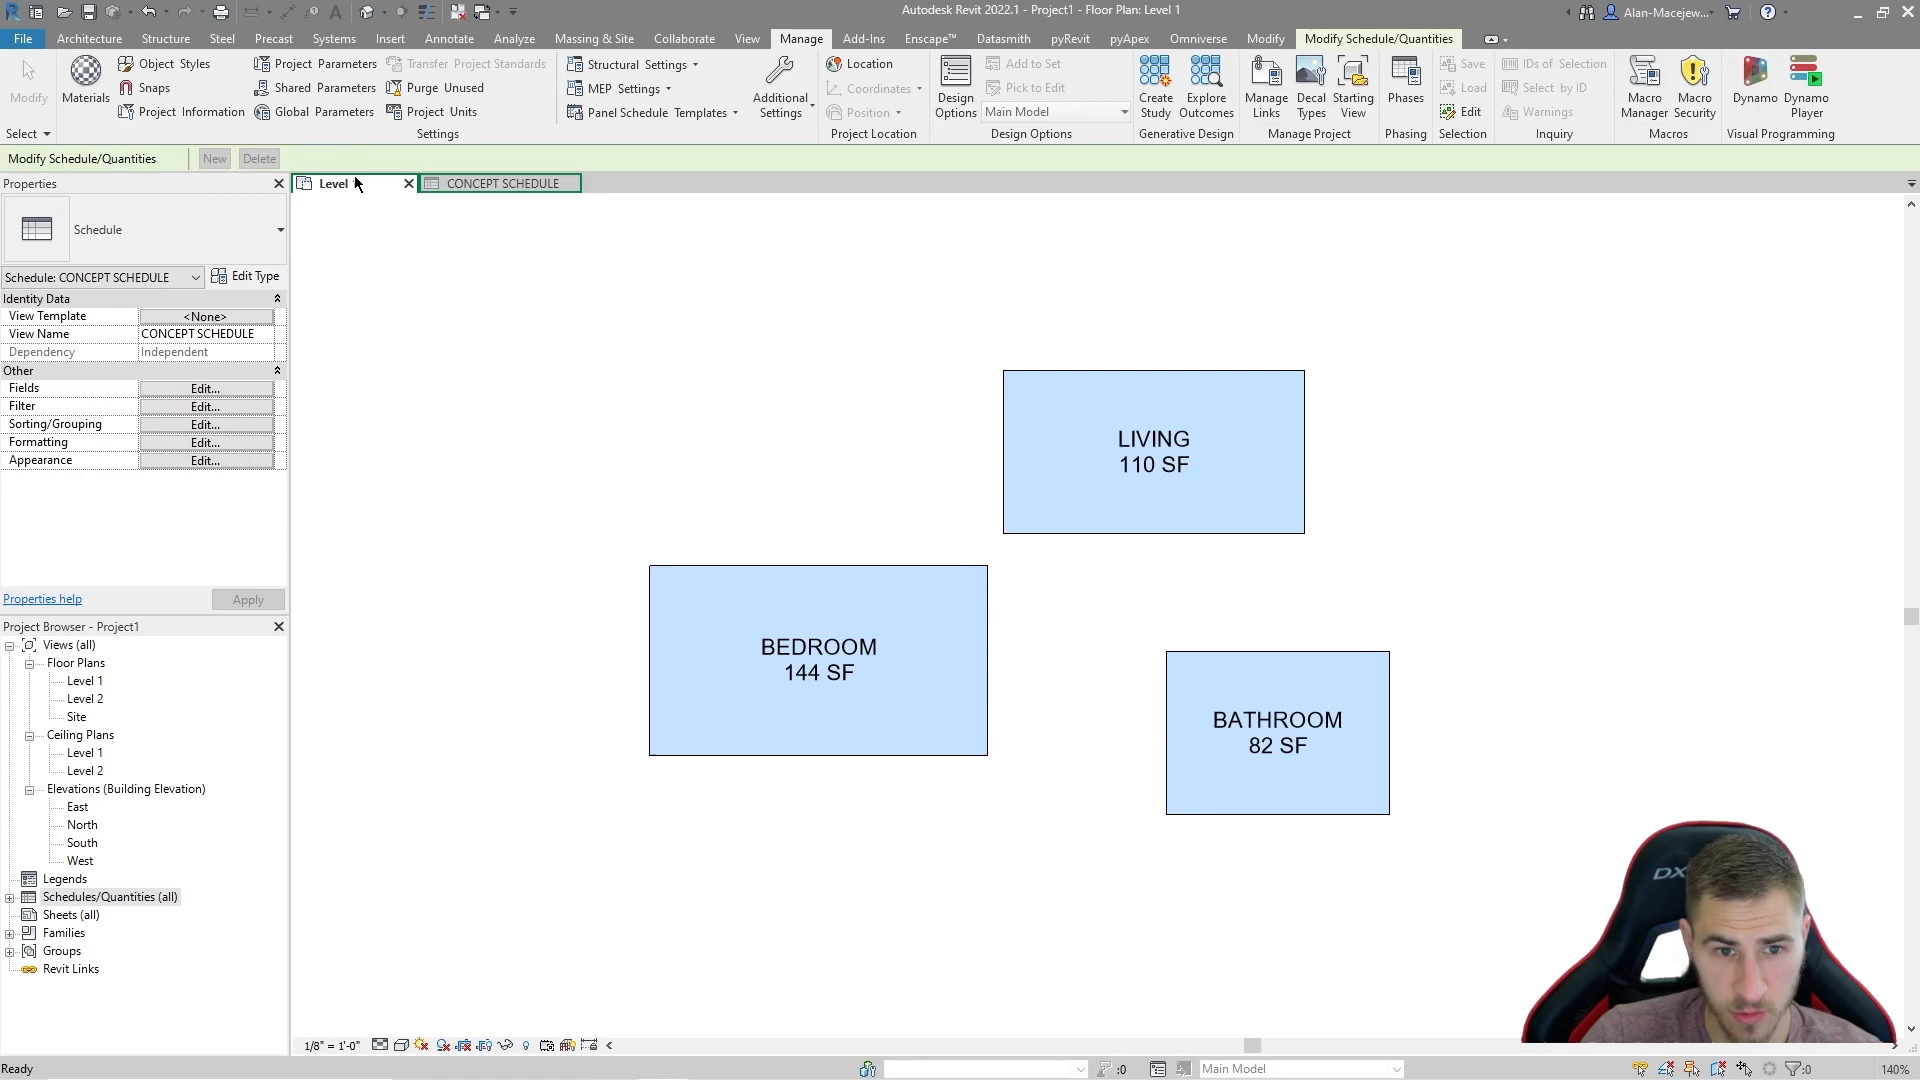 Autodesk Revit 2022.1 - Project1 - Floor Plan: Level 1
Alan-Macejew...
File Architecture Structure Steel Precast Systems Insert Annotate Analyze Massing & Site Collaborate View Manage Add-Ins Enscape™ Datasmith pyRevit pyApex Omniverse Modify Modify Schedule/Quantities
Modify
Select
Materials
Object Styles
Snaps
Project Information
Project Parameters
Shared Parameters
Global Parameters
Transfer Project Standards
Purge Unused
Project Units
Settings
Structural Settings
MEP Settings
Panel Schedule Templates
Additional
Settings
Location
Coordinates
Position
Project Location
Design
Options
Add to Set
Pick to Edit
Main Model
Design Options
Create
Study
Explore
Outcomes
Generative Design
Manage
Links
Decal
Types
Starting
View
Manage Project
Phases
Phasing
Save
Load
Edit
Selection
IDs of Selection
Select by ID
Warnings
Inquiry
Macro
Manager
Macro
Security
Macros
Dynamo
Dynamo
Player
Visual Programming
Modify Schedule/Quantities New Delete
Properties
Schedule
Schedule: CONCEPT SCHEDULE Edit Type
Identity Data
View Template <None>
View Name CONCEPT SCHEDULE
Dependency Independent
Other
Fields Edit...
Filter Edit...
Sorting/Grouping Edit...
Formatting Edit...
Appearance Edit...
Properties help Apply
Project Browser - Project1
Views (all)
Floor Plans
Level 1
Level 2
Site
Ceiling Plans
Level 1
Level 2
Elevations (Building Elevation)
East
North
South
West
Legends
Schedules/Quantities (all)
Sheets (all)
Families
Groups
Revit Links
Level CONCEPT SCHEDULE
LIVING
110 SF
BEDROOM
144 SF
BATHROOM
82 SF
DX
1/8" = 1'-0"
Ready :0 Main Model :0 140%